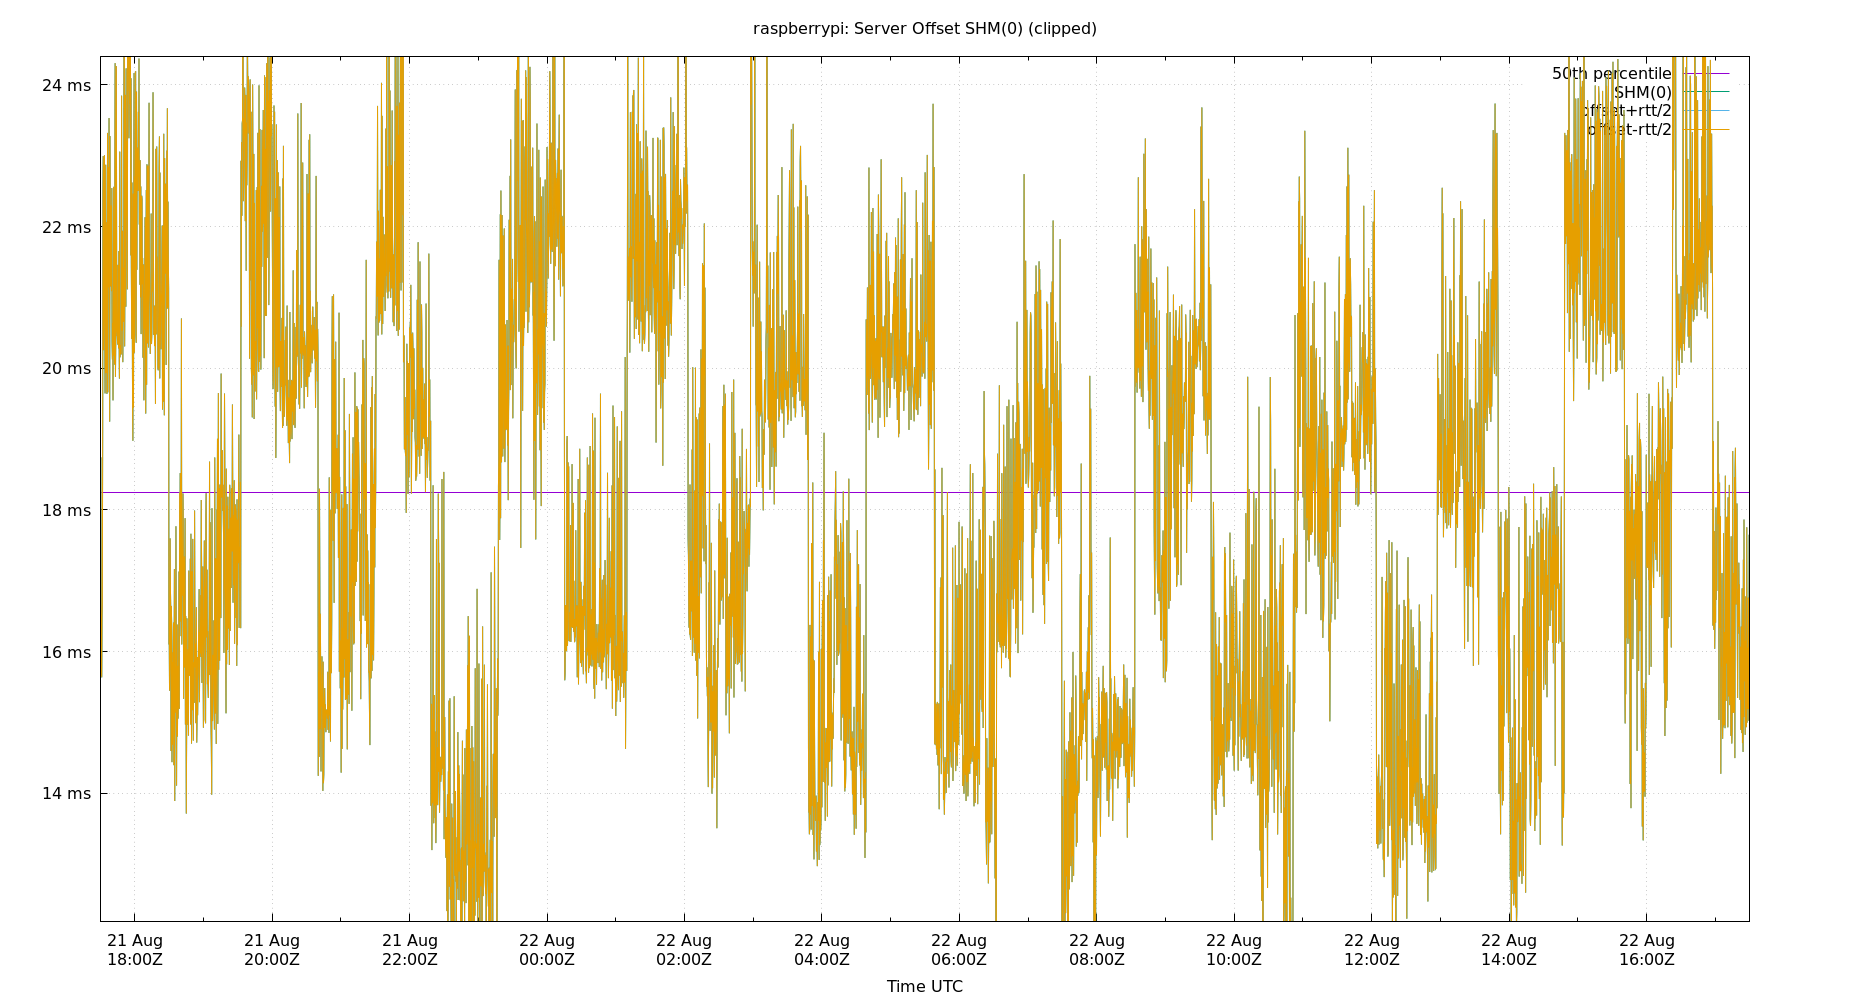 raspberrypi: Server Offset SHM(0) (clipped)
24 ms
22 ms
20 ms
18 ms
16 ms
14 ms
50th percentile
SHM(0)
offset+rtt/2
offset-rtt/2
21 Aug
18:00Z
21 Aug
20:00Z
21 Aug
22:00Z
22 Aug
00:00Z
22 Aug
02:00Z
22 Aug
04:00Z
22 Aug
06:00Z
22 Aug
08:00Z
22 Aug
10:00Z
22 Aug
12:00Z
22 Aug
14:00Z
22 Aug
16:00Z
Time UTC